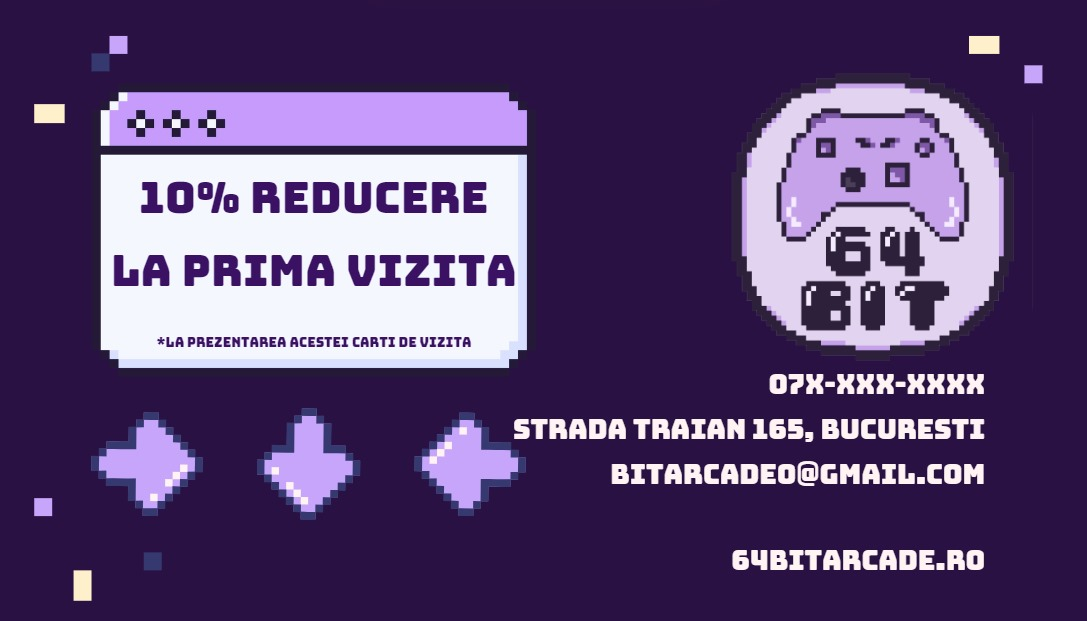 10% REDUCERE
LA PRIMA VIZITA
*LA PREZENTAREA ACESTEI CARTI DE VIZITA
64
BIT
07X-XXX-XXXX
STRADA TRAIAN 165, BUCURESTI
BITARCADEO@GMAIL.COM
64BITARCADE.RO